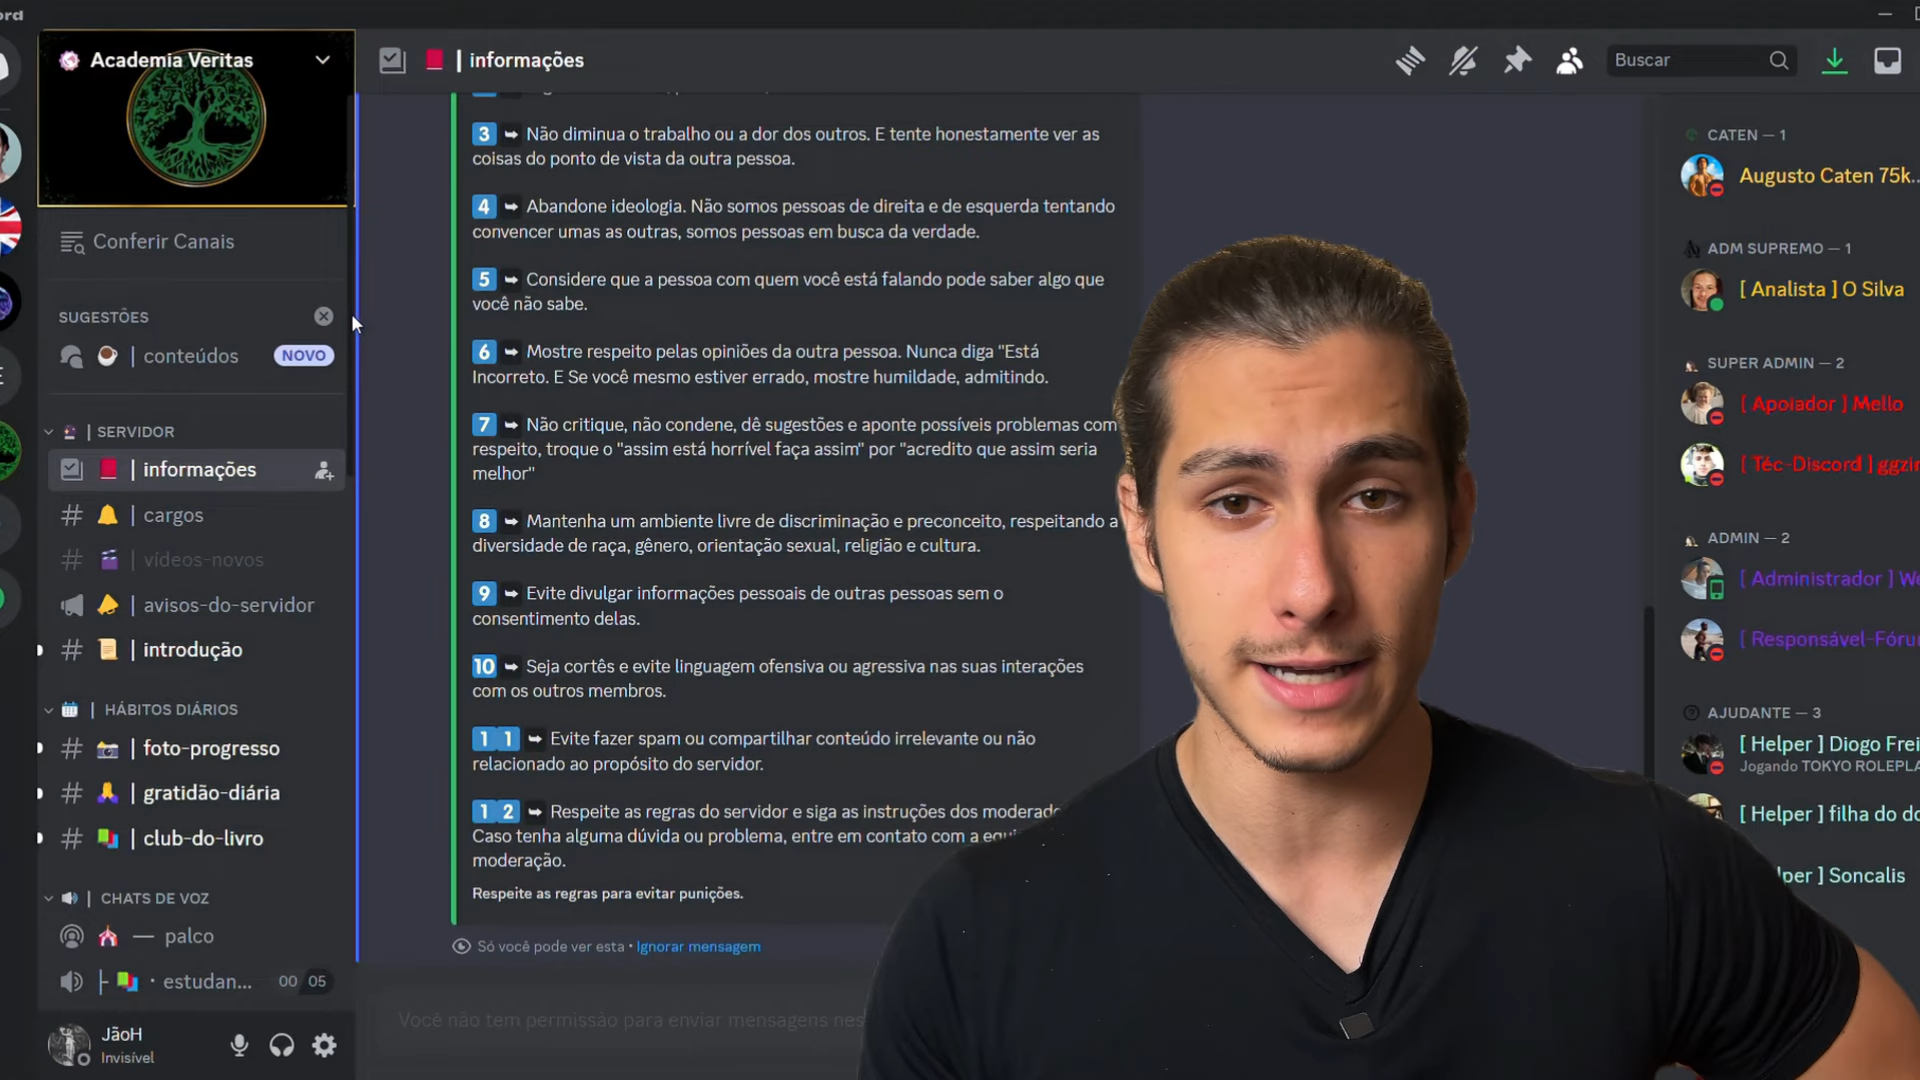 Academia Veritas
Conferir Canais
SUGESTÕES
| conteúdos NOVO
| SERVIDOR
| informações
| cargos
| vídeos-novos
| avisos-do-servidor
| introdução
| HÁBITOS DIÁRIOS
| foto-progresso
| gratidão-diária
| club-do-livro
| CHATS DE VOZ
— palco
├ · estudan... 00 05
JãoH
Invisível
| informações
Buscar
3 ➥ Não diminua o trabalho ou a dor dos outros. E tente honestamente ver as
coisas do ponto de vista da outra pessoa.
4 ➥ Abandone ideologia. Não somos pessoas de direita e de esquerda tentando
convencer umas as outras, somos pessoas em busca da verdade.
5 ➥ Considere que a pessoa com quem você está falando pode saber algo que
você não sabe.
6 ➥ Mostre respeito pelas opiniões da outra pessoa. Nunca diga "Está
Incorreto. E Se você mesmo estiver errado, mostre humildade, admitindo.
7 ➥ Não critique, não condene, dê sugestões e aponte possíveis problemas com
respeito, troque o "assim está horrível faça assim" por "acredito que assim seria
melhor"
8 ➥ Mantenha um ambiente livre de discriminação e preconceito, respeitando a
diversidade de raça, gênero, orientação sexual, religião e cultura.
9 ➥ Evite divulgar informações pessoais de outras pessoas sem o
consentimento delas.
10 ➥ Seja cortês e evite linguagem ofensiva ou agressiva nas suas interações
com os outros membros.
1 1 ➥ Evite fazer spam ou compartilhar conteúdo irrelevante ou não
relacionado ao propósito do servidor.
1 2 ➥ Respeite as regras do servidor e siga as instruções dos moderado
Caso tenha alguma dúvida ou problema, entre em contato com a equi
moderação.
Respeite as regras para evitar punições.
Só você pode ver esta • Ignorar mensagem
Você não tem permissão para enviar mensagens nes
CATEN — 1
Augusto Caten 75k...
ADM SUPREMO — 1
[ Analista ] O Silva
SUPER ADMIN — 2
[ Apoiador ] Mello
[ Téc-Discord ] ggzin
ADMIN — 2
[ Administrador ] We
[ Responsável-Fóru
AJUDANTE — 3
[ Helper ] Diogo Frei
Jogando TOKYO ROLEPLA
[ Helper ] filha do do
lper ] Soncalis